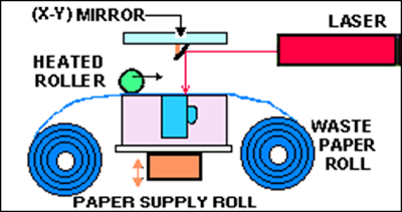 (X-Y) MIRROR
LASER
HEATED
ROLLER
WASTE
PAPER
ROLL
PAPER SUPPLY ROLL